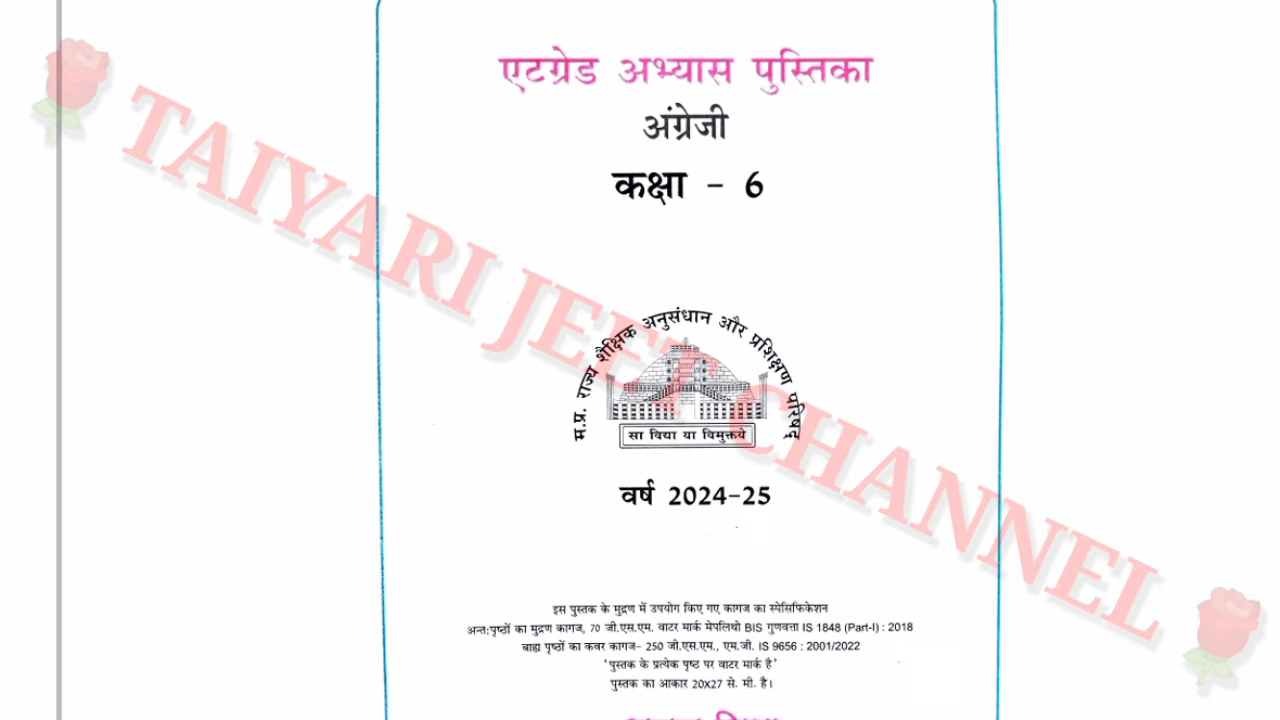 एटग्रेड अभ्यास पुस्तिका
अंग्रेजी
कक्षा - 6
TAIYARI JEET CHANNEL
म.प्र. राज्य शैक्षिक अनुसंधान और प्रशिक्षण परिषद्
सा विद्या या विमुक्तये
वर्ष 2024-25
इस पुस्तक के मुद्रण में उपयोग किए गए कागज का स्पेसिफिकेशन
अन्त:पृष्ठों का मुद्रण कागज, 70 जी.एस.एम. वाटर मार्क मेपलिथो BIS गुणवत्ता IS 1848 (Part-I) : 2018
बाह्य पृष्ठों का कवर कागज- 250 जी.एस.एम., एम.जी. IS 9656 : 2001/2022
'पुस्तक के प्रत्येक पृष्ठ पर वाटर मार्क है'
पुस्तक का आकार 20x27 से. मी. है।